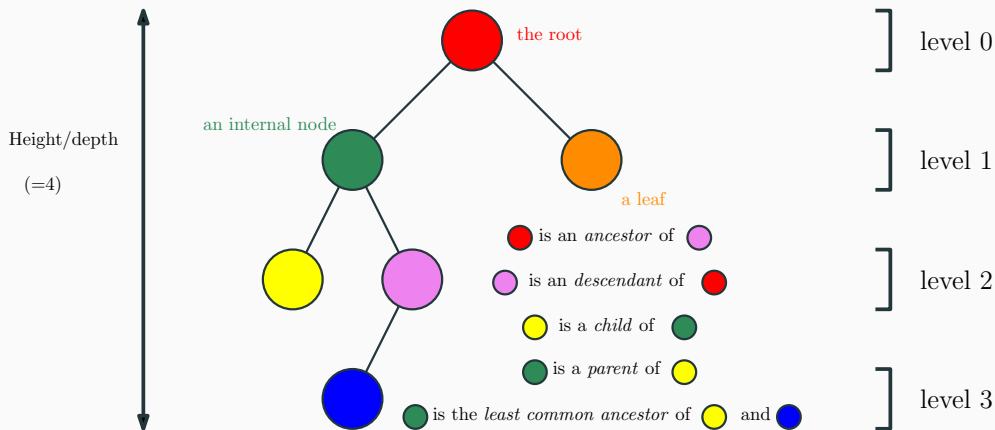 the root
level 0
an internal node
Height/depth
(=4)
level 1
a leaf
is an ancestor of
is an descendant of
level 2
is a child of
is a parent of
level 3
is the least common ancestor of and